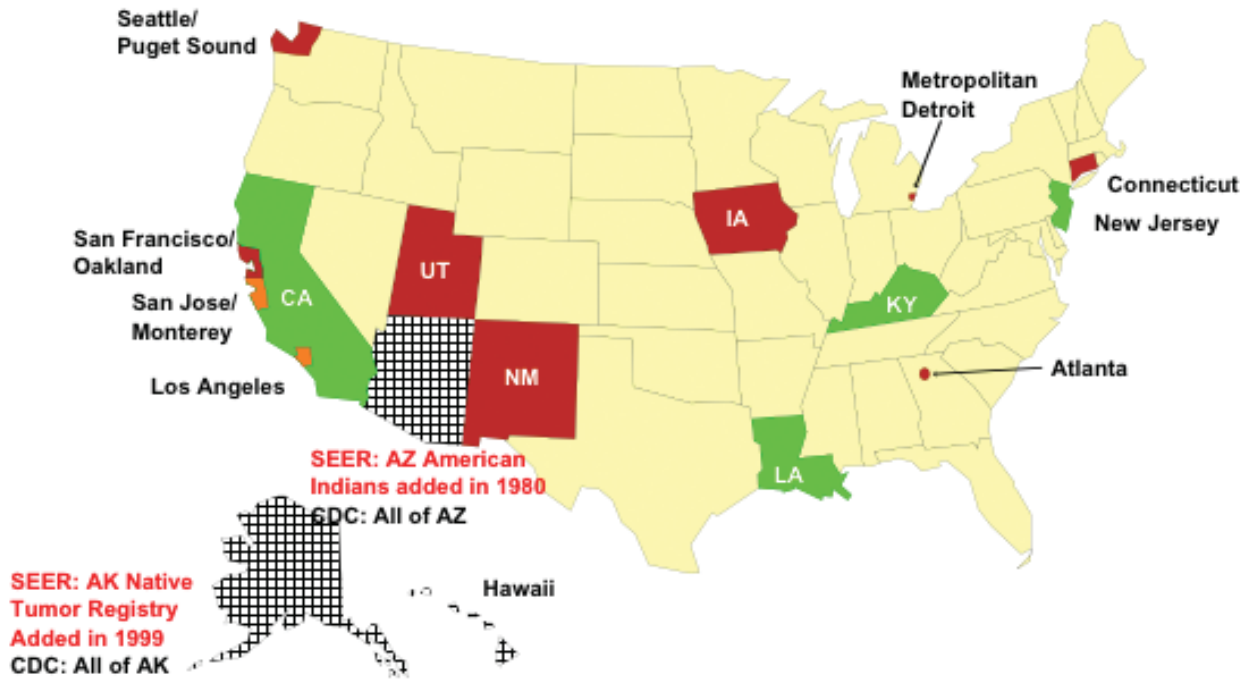 Seattle/
Puget Sound
Metropolitan
Detroit
Connecticut
New Jersey
IA
San Francisco/
Oakland
UT
CA
San Jose/
Monterey
KY
Los Angeles
NM
Atlanta
SEER: AZ American
Indians added in 1980
CDC: All of AZ
LA
SEER: AK Native
Tumor Registry
Added in 1999
CDC: All of AK
Hawaii